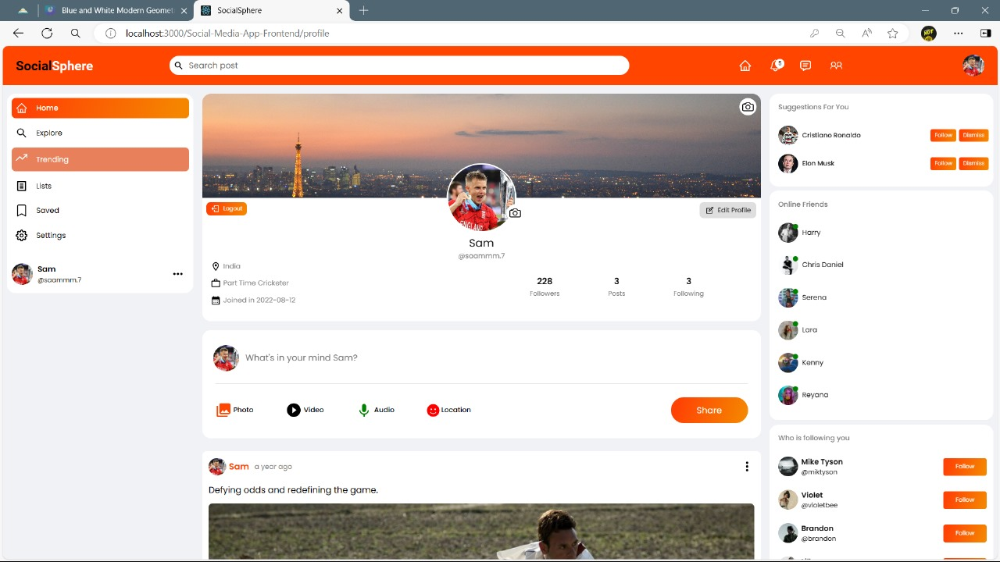 Blue and White Modern Geomet
SocialSphere
localhost:3000/Social-Media-App-Frontend/profile
SocialSphere
Search post
5
Home
Explore
Trending
Lists
Saved
Settings
Sam
@saammm.7
Logout
Edit Profile
Sam
@saammm.7
India
Part Time Cricketer
Joined in 2022-08-12
228
Followers
3
Posts
3
Following
What's in your mind Sam?
Photo
Video
Audio
Location
Share
Sam a year ago
Defying odds and redefining the game.
Suggestions For You
Cristiano Ronaldo
Follow
Dismiss
Elon Musk
Follow
Dismiss
Online Friends
Harry
Chris Daniel
Serena
Lara
Kenny
Reyana
Who is following you
Mike Tyson
@miktyson
Follow
Violet
@violetbee
Follow
Brandon
@brandon
Follow